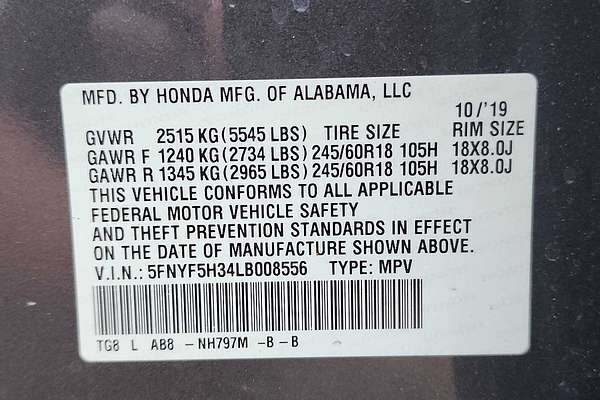 MFD. BY HONDA MFG. OF ALABAMA, LLC
10/'19
GVWR 2515 KG (5545 LBS) TIRE SIZE RIM SIZE
GAWR F 1240 KG (2734 LBS) 245/60R18 105H 18X8.0J
GAWR R 1345 KG (2965 LBS) 245/60R18 105H 18X8.0J
THIS VEHICLE CONFORMS TO ALL APPLICABLE
FEDERAL MOTOR VEHICLE SAFETY
AND THEFT PREVENTION STANDARDS IN EFFECT
ON THE DATE OF MANUFACTURE SHOWN ABOVE.
V.I.N.: 5FNYF5H34LB008556 TYPE: MPV
TG8 L AB8 - NH797M -B-B